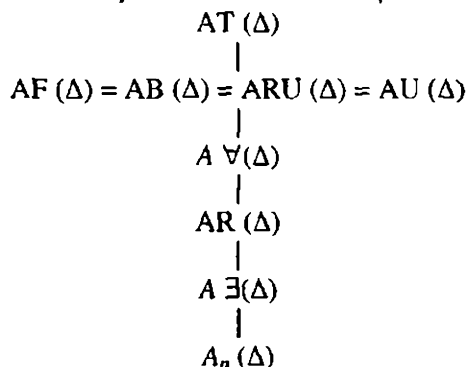 AT (Δ)
AF (Δ) = AB (Δ) = ARU (Δ) = AU (Δ)
A ∀(Δ)
AR (Δ)
A ∃(Δ)
Aₙ (Δ)